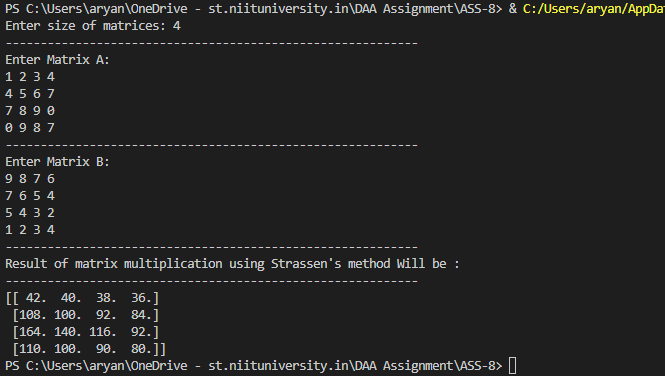 PS C:\Users\aryan\OneDrive - st.niituniversity.in\DAA Assignment\ASS-8> & C:/Users/aryan/AppDa
Enter size of matrices: 4
-------------------------------------------------
Enter Matrix A:
1 2 3 4
4 5 6 7
7 8 9 0
0 9 8 7
-------------------------------------------------
Enter Matrix B:
9 8 7 6
7 6 5 4
5 4 3 2
1 2 3 4
-------------------------------------------------
Result of matrix multiplication using Strassen's method Will be :
-------------------------------------------------
[[ 42.  40.  38.  36.]
 [108. 100.  92.  84.]
 [164. 140. 116.  92.]
 [110. 100.  90.  80.]]
PS C:\Users\aryan\OneDrive - st.niituniversity.in\DAA Assignment\ASS-8>